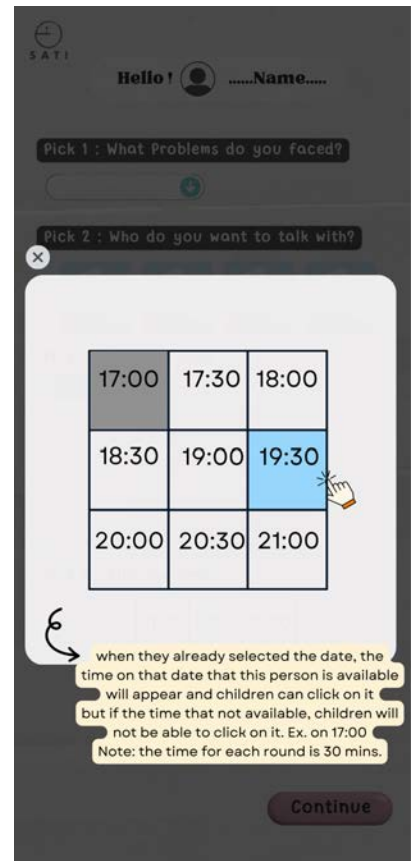 SATI
Hello ! ......Name.....
Pick 1 : What Problems do you faced?
Pick 2 : Who do you want to talk with?
17:00 17:30 18:00
18:30 19:00 19:30
20:00 20:30 21:00
when they already selected the date, the
time on that date that this person is available
will appear and children can click on it
but if the time that not available, children will
not be able to click on it. Ex. on 17:00
Note: the time for each round is 30 mins.
Continue